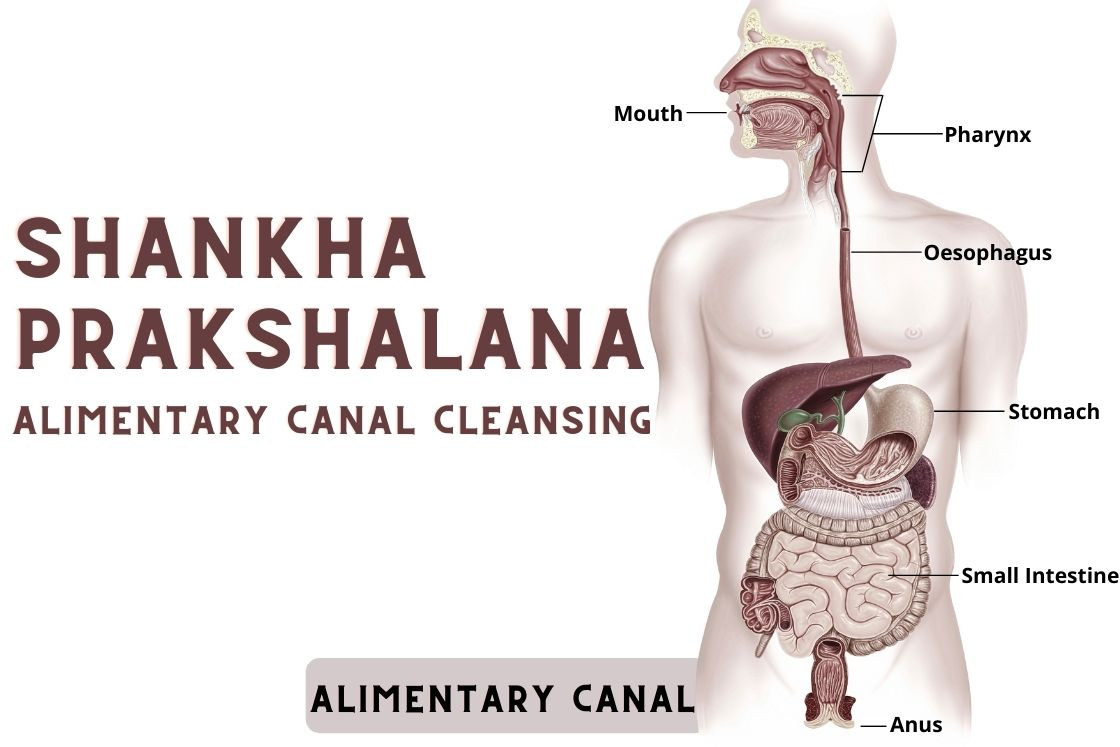 SHANKHA
PRAKSHALANA
ALIMENTARY CANAL CLEANSING
Mouth
Pharynx
Oesophagus
Stomach
Small Intestine
Anus
ALIMENTARY CANAL